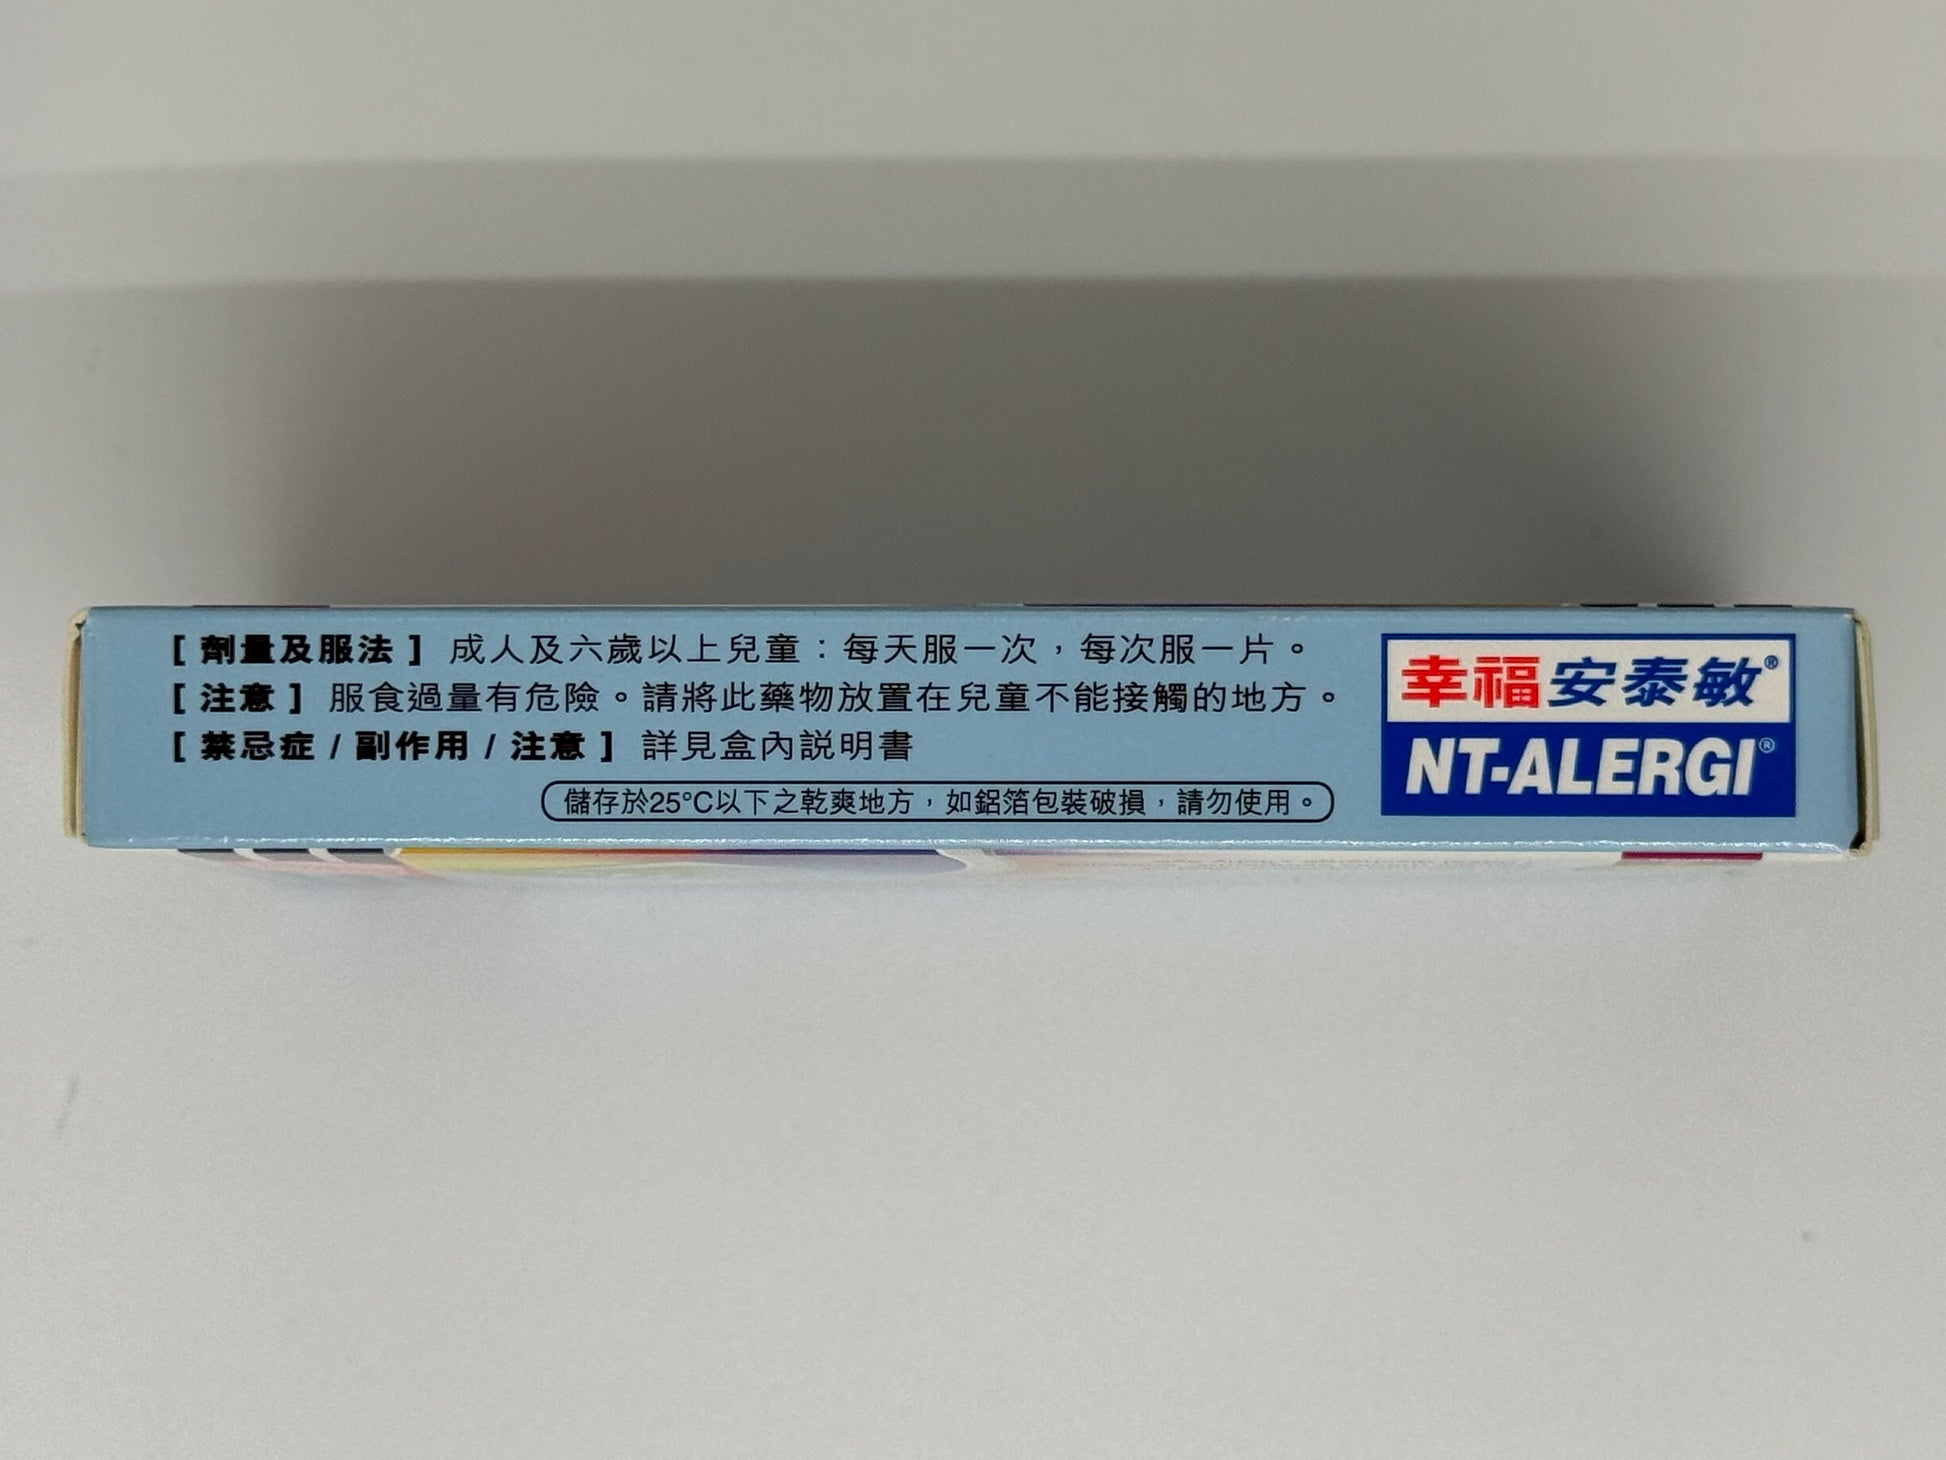 [ 劑量及服法 ] 成人及六歲以上兒童：每天服一次，每次服一片。
[ 注意 ] 服食過量有危險。請將此藥物放置在兒童不能接觸的地方。
[ 禁忌症 / 副作用 / 注意 ] 詳見盒內説明書
儲存於25°C以下之乾爽地方，如鋁箔包裝破損，請勿使用。
幸福安泰敏®
NT-ALERGI®